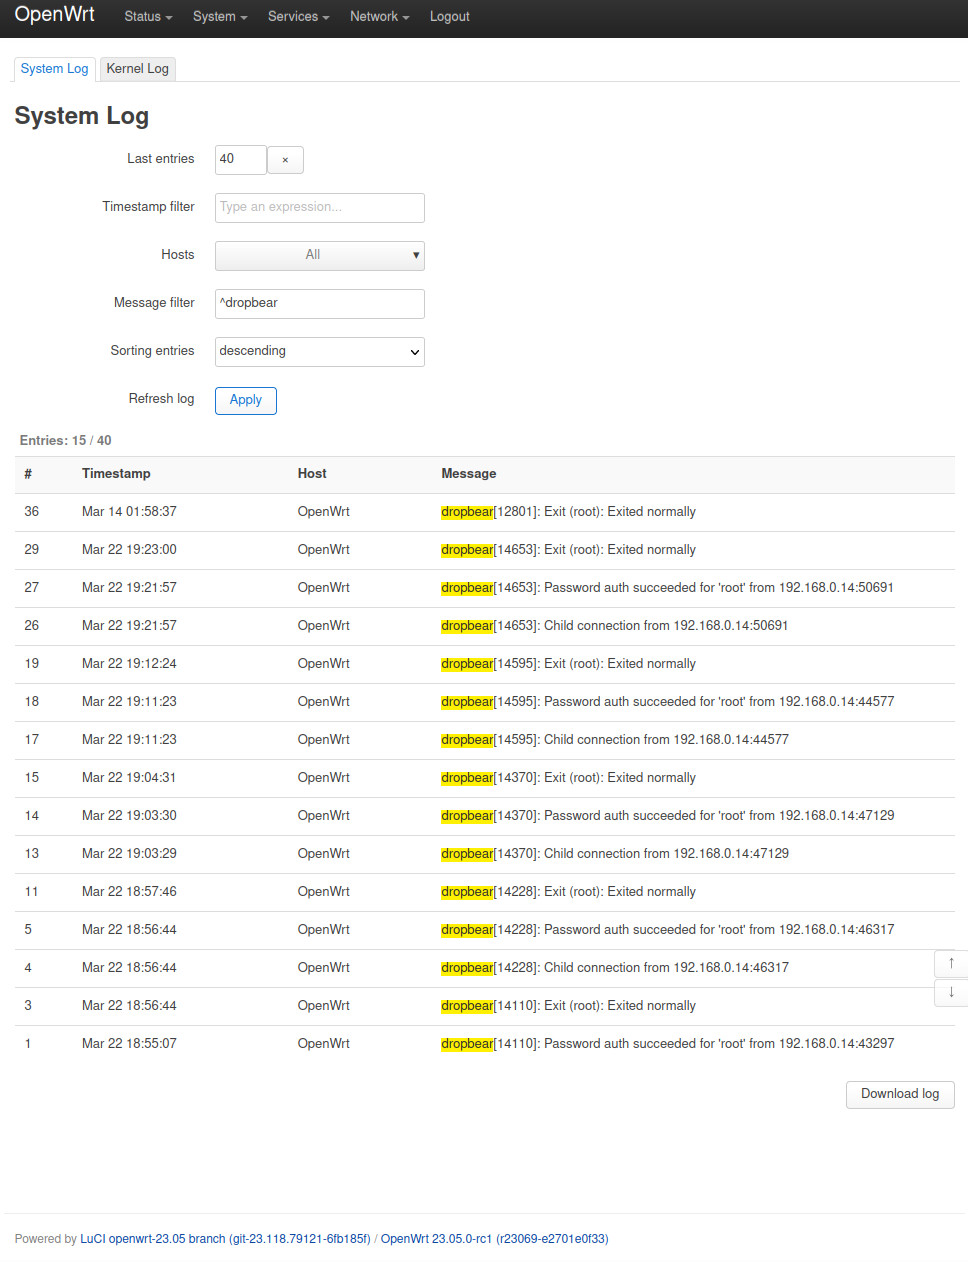 OpenWrt Status System Services Network Logout
System Log Kernel Log
System Log
Last entries 40 ×
Timestamp filter Type an expression...
Hosts All
Message filter ^dropbear
Sorting entries descending
Refresh log Apply
Entries: 15 / 40
# Timestamp Host Message
36 Mar 14 01:58:37 OpenWrt dropbear[12801]: Exit (root): Exited normally
29 Mar 22 19:23:00 OpenWrt dropbear[14653]: Exit (root): Exited normally
27 Mar 22 19:21:57 OpenWrt dropbear[14653]: Password auth succeeded for 'root' from 192.168.0.14:50691
26 Mar 22 19:21:57 OpenWrt dropbear[14653]: Child connection from 192.168.0.14:50691
19 Mar 22 19:12:24 OpenWrt dropbear[14595]: Exit (root): Exited normally
18 Mar 22 19:11:23 OpenWrt dropbear[14595]: Password auth succeeded for 'root' from 192.168.0.14:44577
17 Mar 22 19:11:23 OpenWrt dropbear[14595]: Child connection from 192.168.0.14:44577
15 Mar 22 19:04:31 OpenWrt dropbear[14370]: Exit (root): Exited normally
14 Mar 22 19:03:30 OpenWrt dropbear[14370]: Password auth succeeded for 'root' from 192.168.0.14:47129
13 Mar 22 19:03:29 OpenWrt dropbear[14370]: Child connection from 192.168.0.14:47129
11 Mar 22 18:57:46 OpenWrt dropbear[14228]: Exit (root): Exited normally
5 Mar 22 18:56:44 OpenWrt dropbear[14228]: Password auth succeeded for 'root' from 192.168.0.14:46317
4 Mar 22 18:56:44 OpenWrt dropbear[14228]: Child connection from 192.168.0.14:46317
3 Mar 22 18:56:44 OpenWrt dropbear[14110]: Exit (root): Exited normally
1 Mar 22 18:55:07 OpenWrt dropbear[14110]: Password auth succeeded for 'root' from 192.168.0.14:43297
↑
↓
Download log
Powered by LuCI openwrt-23.05 branch (git-23.118.79121-6fb185f) / OpenWrt 23.05.0-rc1 (r23069-e2701e0f33)